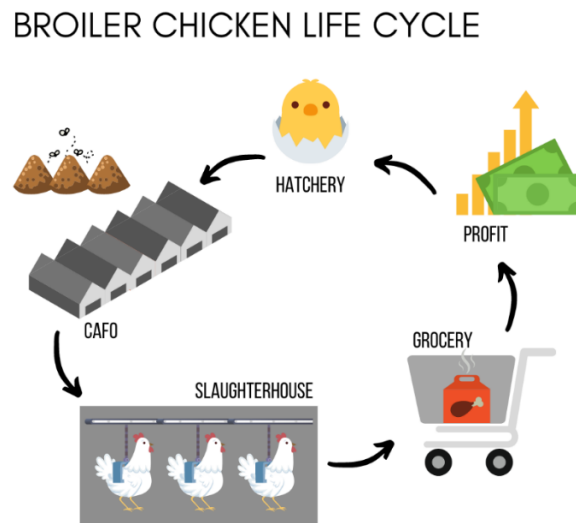 BROILER CHICKEN LIFE CYCLE
HATCHERY
PROFIT
CAFO
GROCERY
SLAUGHTERHOUSE